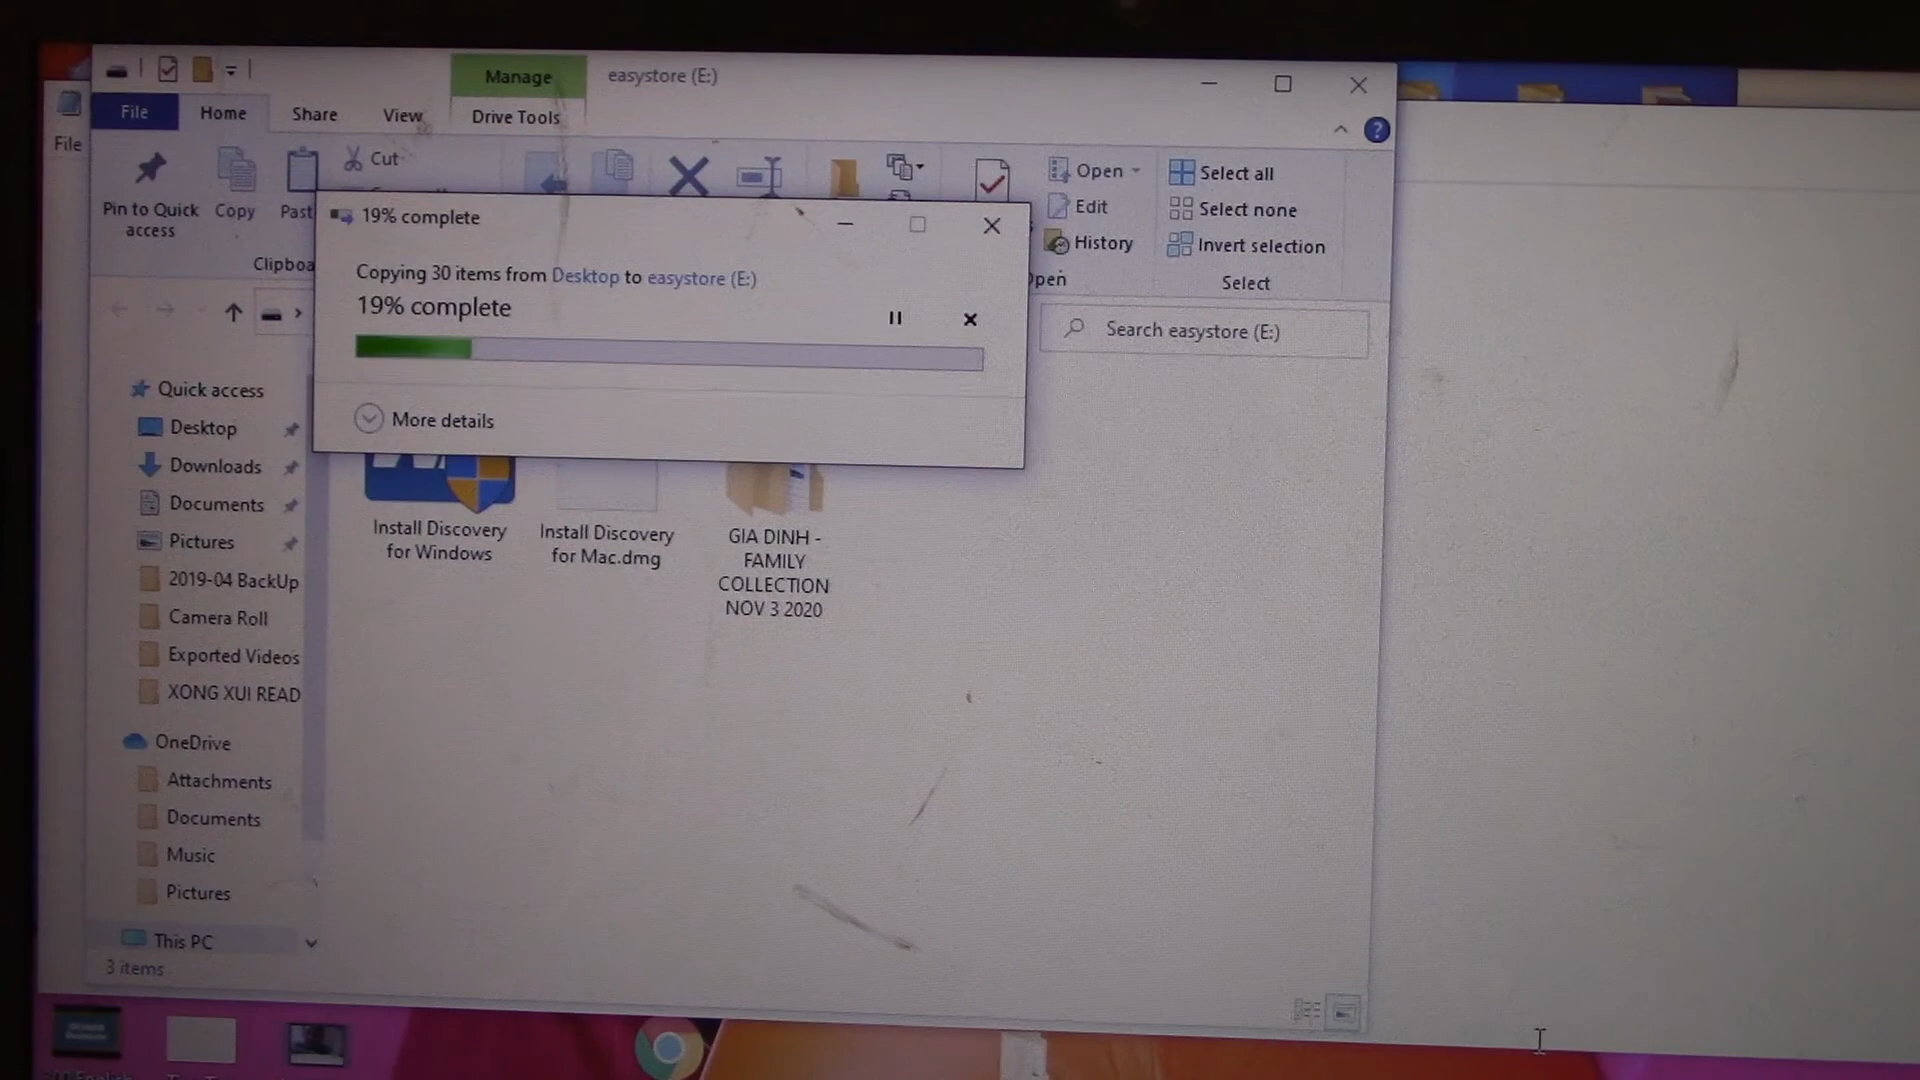 Manage
easystore (E:)
File
Home
Share
View
Drive Tools
File
Cut
Pin to Quick access
Copy
Open
Edit
History
Select all
Select none
Invert selection
Select
19% complete
Copying 30 items from Desktop to easystore (E:)
19% complete
More details
Search easystore (E:)
Quick access
Desktop
Downloads
Documents
Pictures
2019-04 BackUp
Camera Roll
Exported Videos
XONG XUI READ
OneDrive
Attachments
Documents
Music
Pictures
This PC
3 items
Install Discovery
for Windows
Install Discovery
for Mac.dmg
GIA DINH -
FAMILY
COLLECTION
NOV 3 2020